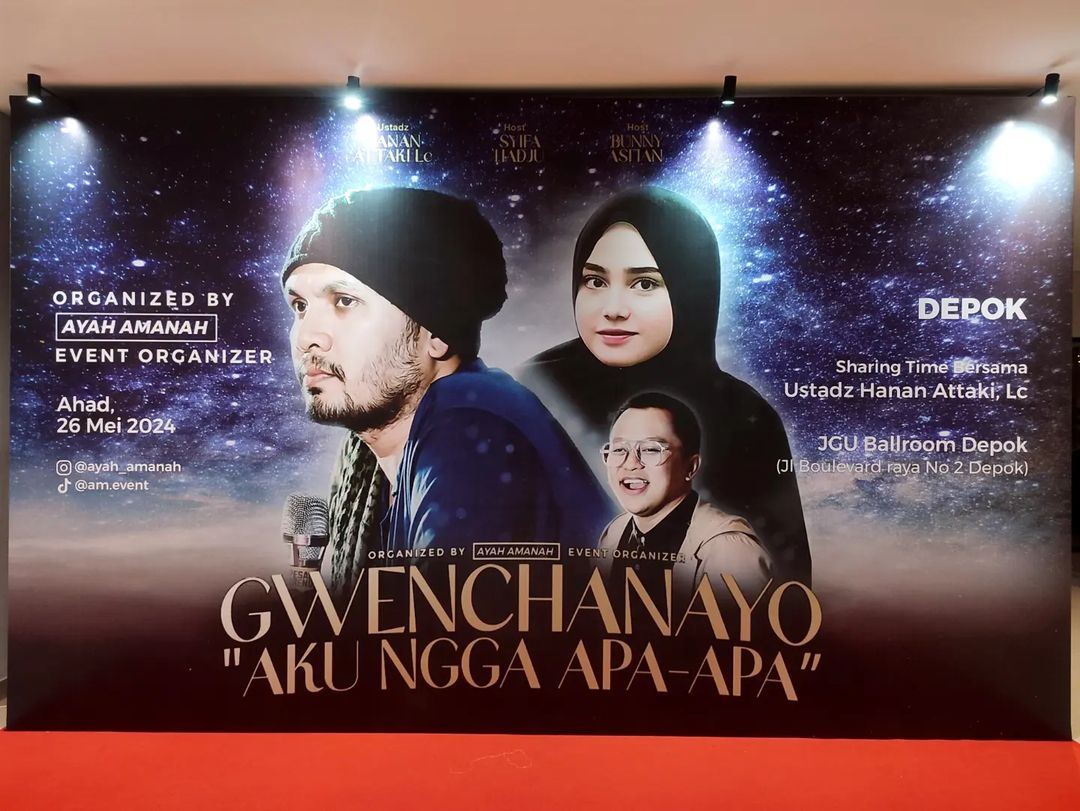 Ustadz
HANAN
ATTAKI Lc
Host
SYIFA
HADJU
Host
BUNNY
ASMAN
ORGANIZED BY
AYAH AMANAH
EVENT ORGANIZER
Ahad,
26 Mei 2024
@ayah_amanah
@am.event
DEPOK
Sharing Time Bersama
Ustadz Hanan Attaki, Lc
JGU Ballroom Depok
(Jl Boulevard raya No 2 Depok)
ORGANIZED BY AYAH AMANAH EVENT ORGANIZER
GWENCHANAYO
"AKU NGGA APA-APA"